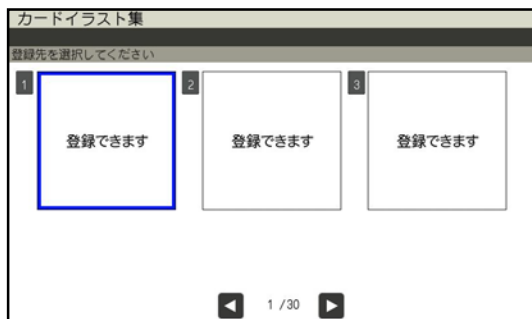 カードイラスト集
登録先を選択してください
1 2 3
登録できます 登録できます 登録できます
1 /30